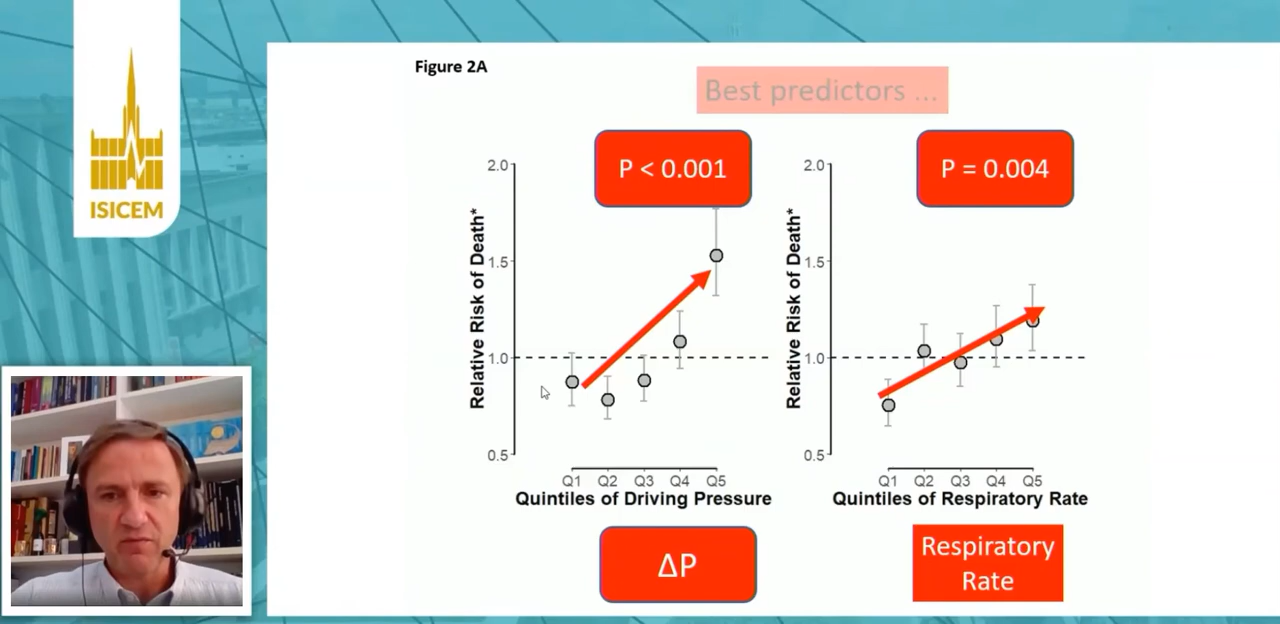 ISICEM
Figure 2A
Best predictors ...
P < 0.001
P = 0.004
2.0
1.5
1.0
0.5
Relative Risk of Death*
Q1 Q2 Q3 Q4 Q5
Quintiles of Driving Pressure
ΔP
2.0
1.5
1.0
0.5
Relative Risk of Death*
Q1 Q2 Q3 Q4 Q5
Quintiles of Respiratory Rate
Respiratory
Rate